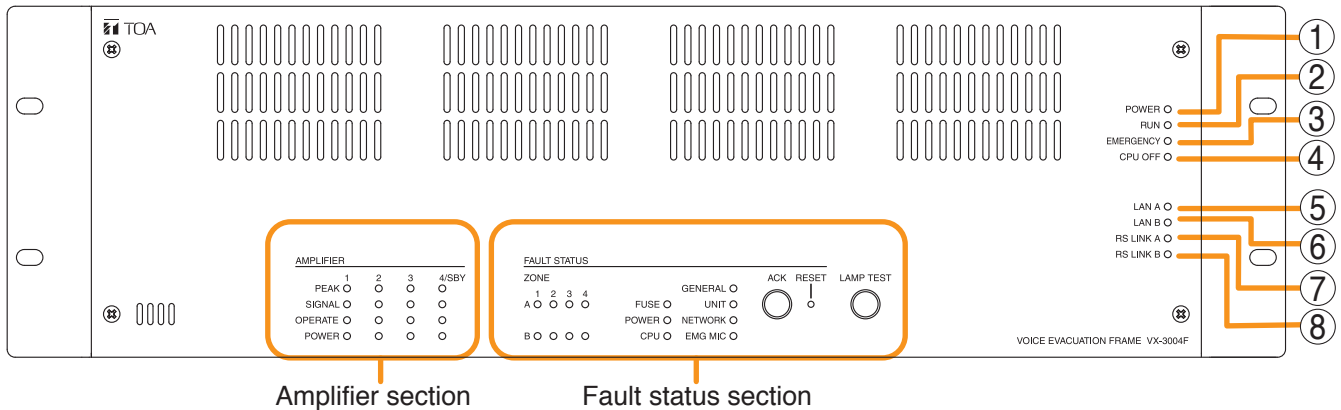 TOA
1
2
3
4
POWER
RUN
EMERGENCY
CPU OFF
LAN A
LAN B
RS LINK A
RS LINK B
5
6
7
8
AMPLIFIER
1 2 3 4/SBY
PEAK
SIGNAL
OPERATE
POWER
FAULT STATUS
ZONE
1 2 3 4
A
B
FUSE
POWER
CPU
GENERAL
UNIT
NETWORK
EMG MIC
ACK RESET LAMP TEST
VOICE EVACUATION FRAME VX-3004F
Amplifier section
Fault status section